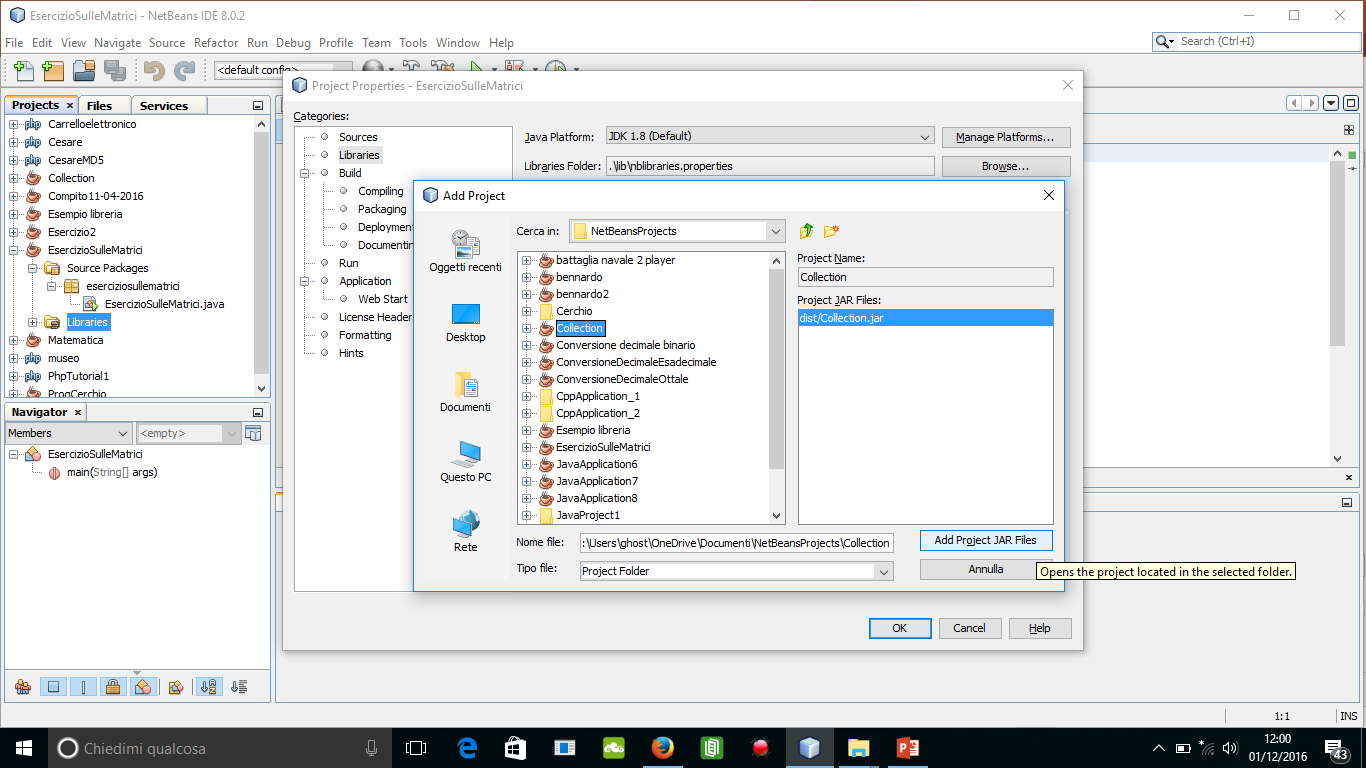 EsercizioSulleMatrici - NetBeans IDE 8.0.2
File Edit View Navigate Source Refactor Run Debug Profile Team Tools Window Help
Search (Ctrl+I)
<default config>
Projects Files Services
Carrelloelettronico
Cesare
CesareMD5
Collection
Compito11-04-2016
Esempio libreria
Esercizio2
EsercizioSulleMatrici
Source Packages
eserciziosullematrici
EsercizioSulleMatrici.java
Libraries
Matematica
museo
PhpTutorial1
ProgCerchio
Navigator
Members <empty>
EsercizioSulleMatrici
main(String[] args)
Project Properties - EsercizioSulleMatrici
Categories:
Sources
Libraries
Build
Compiling
Packaging
Deployment
Documenting
Run
Application
Web Start
License Headers
Formatting
Hints
Java Platform: JDK 1.8 (Default) Manage Platforms...
Libraries Folder: .\lib\nblibraries.properties Browse...
Add Project
Cerca in: NetBeansProjects
Oggetti recenti
Desktop
Documenti
Questo PC
Rete
battaglia navale 2 player
bennardo
bennardo2
Cerchio
Collection
Conversione decimale binario
ConversioneDecimaleEsadecimale
ConversioneDecimaleOttale
CppApplication_1
CppApplication_2
Esempio libreria
EsercizioSulleMatrici
JavaApplication6
JavaApplication7
JavaApplication8
JavaProject1
Project Name:
Collection
Project JAR Files:
dist/Collection.jar
Nome file: :\Users\ghost\OneDrive\Documenti\NetBeansProjects\Collection
Add Project JAR Files
Tipo file: Project Folder
Annulla
Opens the project located in the selected folder.
OK Cancel Help
1:1 INS
Chiedimi qualcosa
12:00
01/12/2016
43